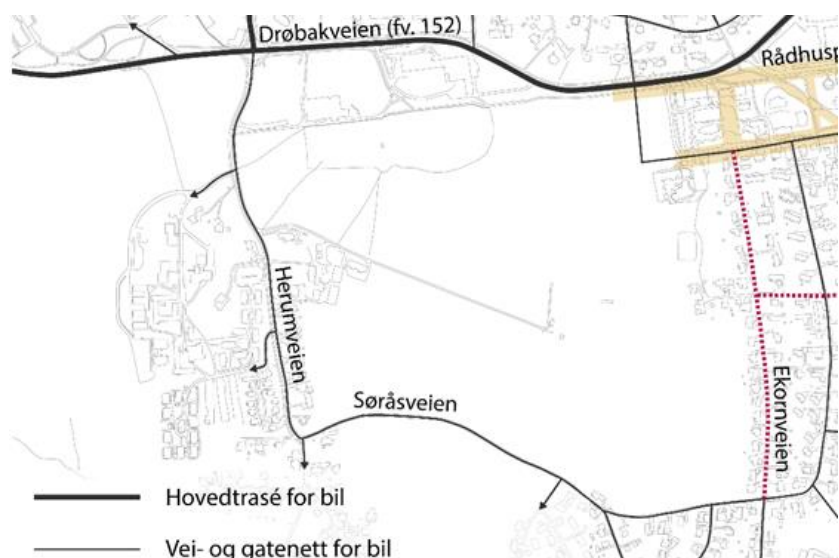 Drøbakveien (fv. 152)
Rådhusp
Herumveien
Ekornveien
Søråsveien
Hovedtrasé for bil
Vei- og gatenett for bil